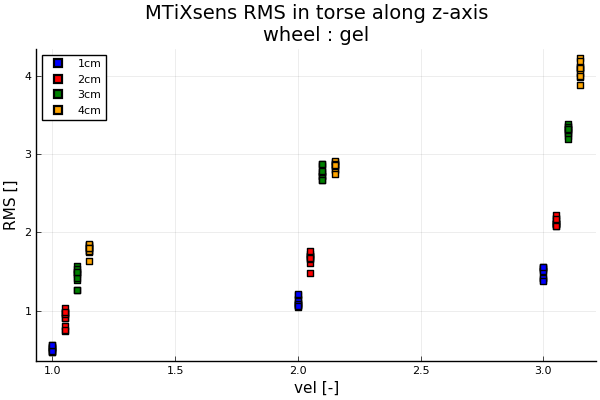 MTiXsens RMS in torse along z-axis
wheel : gel
1cm
2cm
3cm
4cm
4
3
2
1
RMS []
1.0
1.5
2.0
2.5
3.0
vel [-]